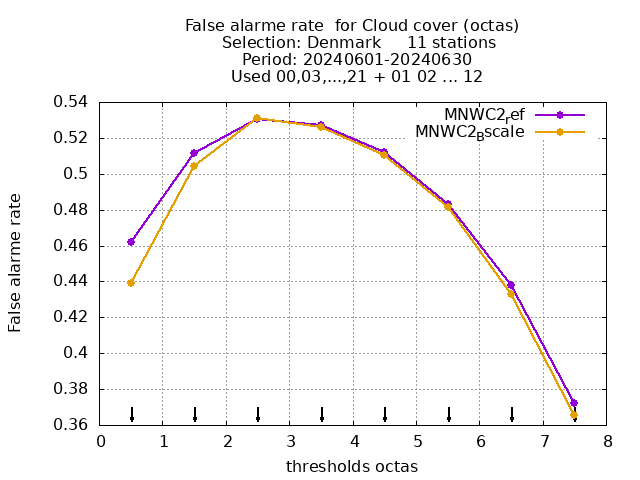 False alarme rate  for Cloud cover (octas)
Selection: Denmark     11 stations
Period: 20240601-20240630
Used 00,03,...,21 + 01 02 ... 12
0.54
0.52
0.5
0.48
0.46
0.44
0.42
0.4
0.38
0.36
False alarme rate
MNWC2ref
MNWC2Bscale
0 1 2 3 4 5 6 7 8
thresholds octas